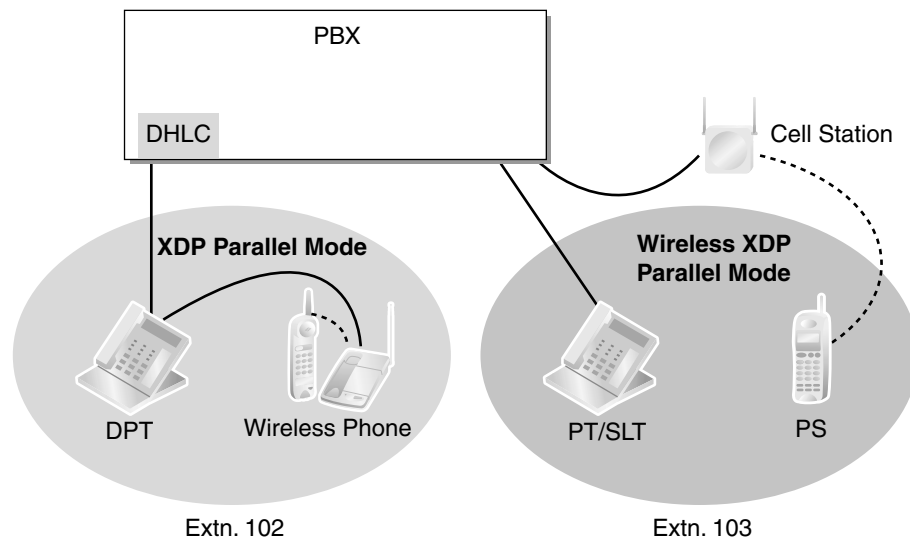 PBX
DHLC
Cell Station
XDP Parallel Mode
Wireless XDP
Parallel Mode
DPT
Wireless Phone
PT/SLT
PS
Extn. 102
Extn. 103